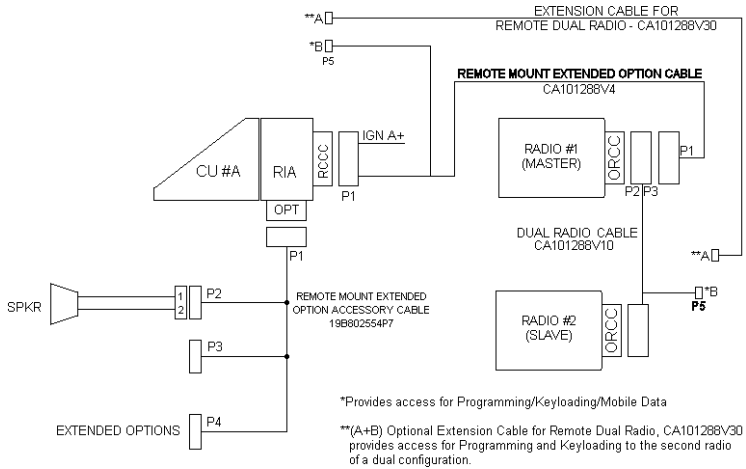 **A
EXTENSION CABLE FOR
REMOTE DUAL RADIO - CA101288V30
*B
P5
REMOTE MOUNT EXTENDED OPTION CABLE
CA101288V4
IGN A+
CU #A
RIA
RCCC
P1
OPT
P1
RADIO #1
(MASTER)
ORCC
P1
P2
P3
DUAL RADIO CABLE
CA101288V10
**A
*B
P5
SPKR
1
2
P2
REMOTE MOUNT EXTENDED
OPTION ACCESSORY CABLE
19B802554P7
RADIO #2
(SLAVE)
ORCC
P3
EXTENDED OPTIONS
P4
*Provides access for Programming/Keyloading/Mobile Data
**(A+B) Optional Extension Cable for Remote Dual Radio, CA101288V30
provides access for Programming and Keyloading to the second radio
of a dual configuration.